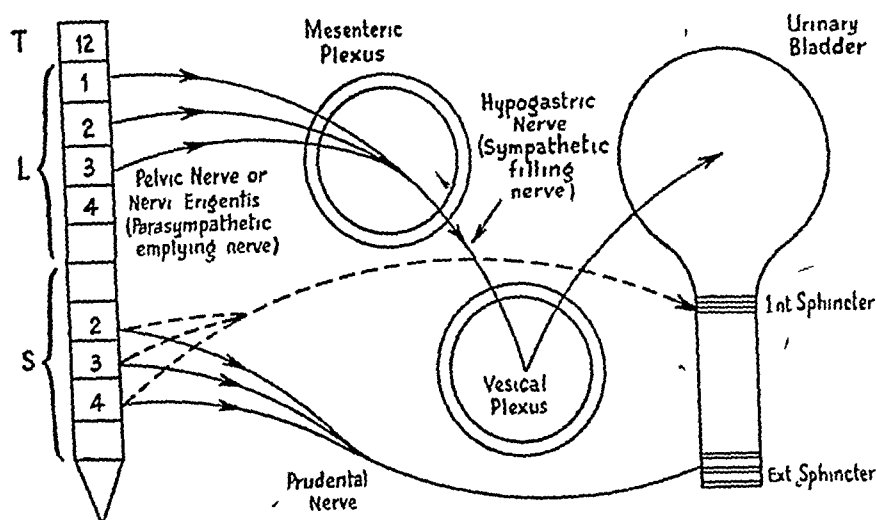 T
12
L
1
2
3
4
S
2
3
4
Mesenteric
Plexus
Urinary
Bladder
Hypogastric
Nerve
(Sympathetic
filling
nerve)
Pelvic Nerve or
Nervi Erigentis
(Parasympathetic
emptying nerve)
Int Sphincter
Vesical
Plexus
Prudental
Nerve
Ext Sphincter